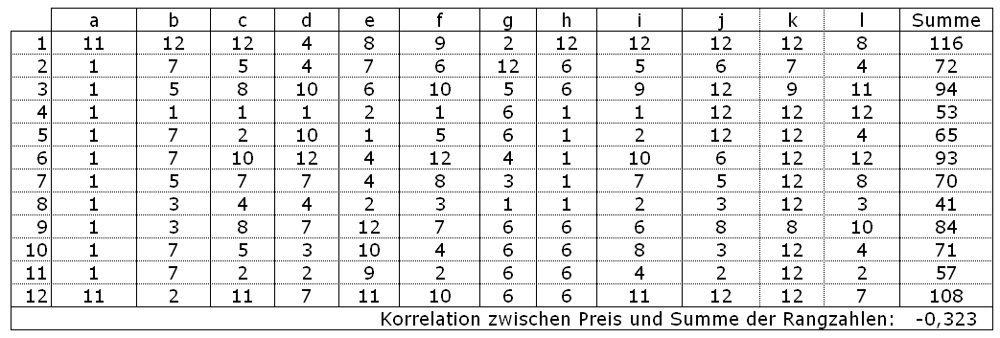 a b c d e f g h i j k l Summe
1 11 12 12 4 8 9 2 12 12 12 12 8 116
2 1 7 5 4 7 6 12 6 5 6 7 4 72
3 1 5 8 10 6 10 5 6 9 12 9 11 94
4 1 1 1 1 2 1 6 1 1 12 12 12 53
5 1 7 2 10 1 5 6 1 2 12 12 4 65
6 1 7 10 12 4 12 4 1 10 6 12 12 93
7 1 5 7 7 4 8 3 1 7 5 12 8 70
8 1 3 4 4 2 3 1 1 2 3 12 3 41
9 1 3 8 7 12 7 6 6 6 8 8 10 84
10 1 7 5 3 10 4 6 6 8 3 12 4 71
11 1 7 2 2 9 2 6 6 4 2 12 2 57
12 11 2 11 7 11 10 6 6 11 12 12 7 108
Korrelation zwischen Preis und Summe der Rangzahlen: -0,323